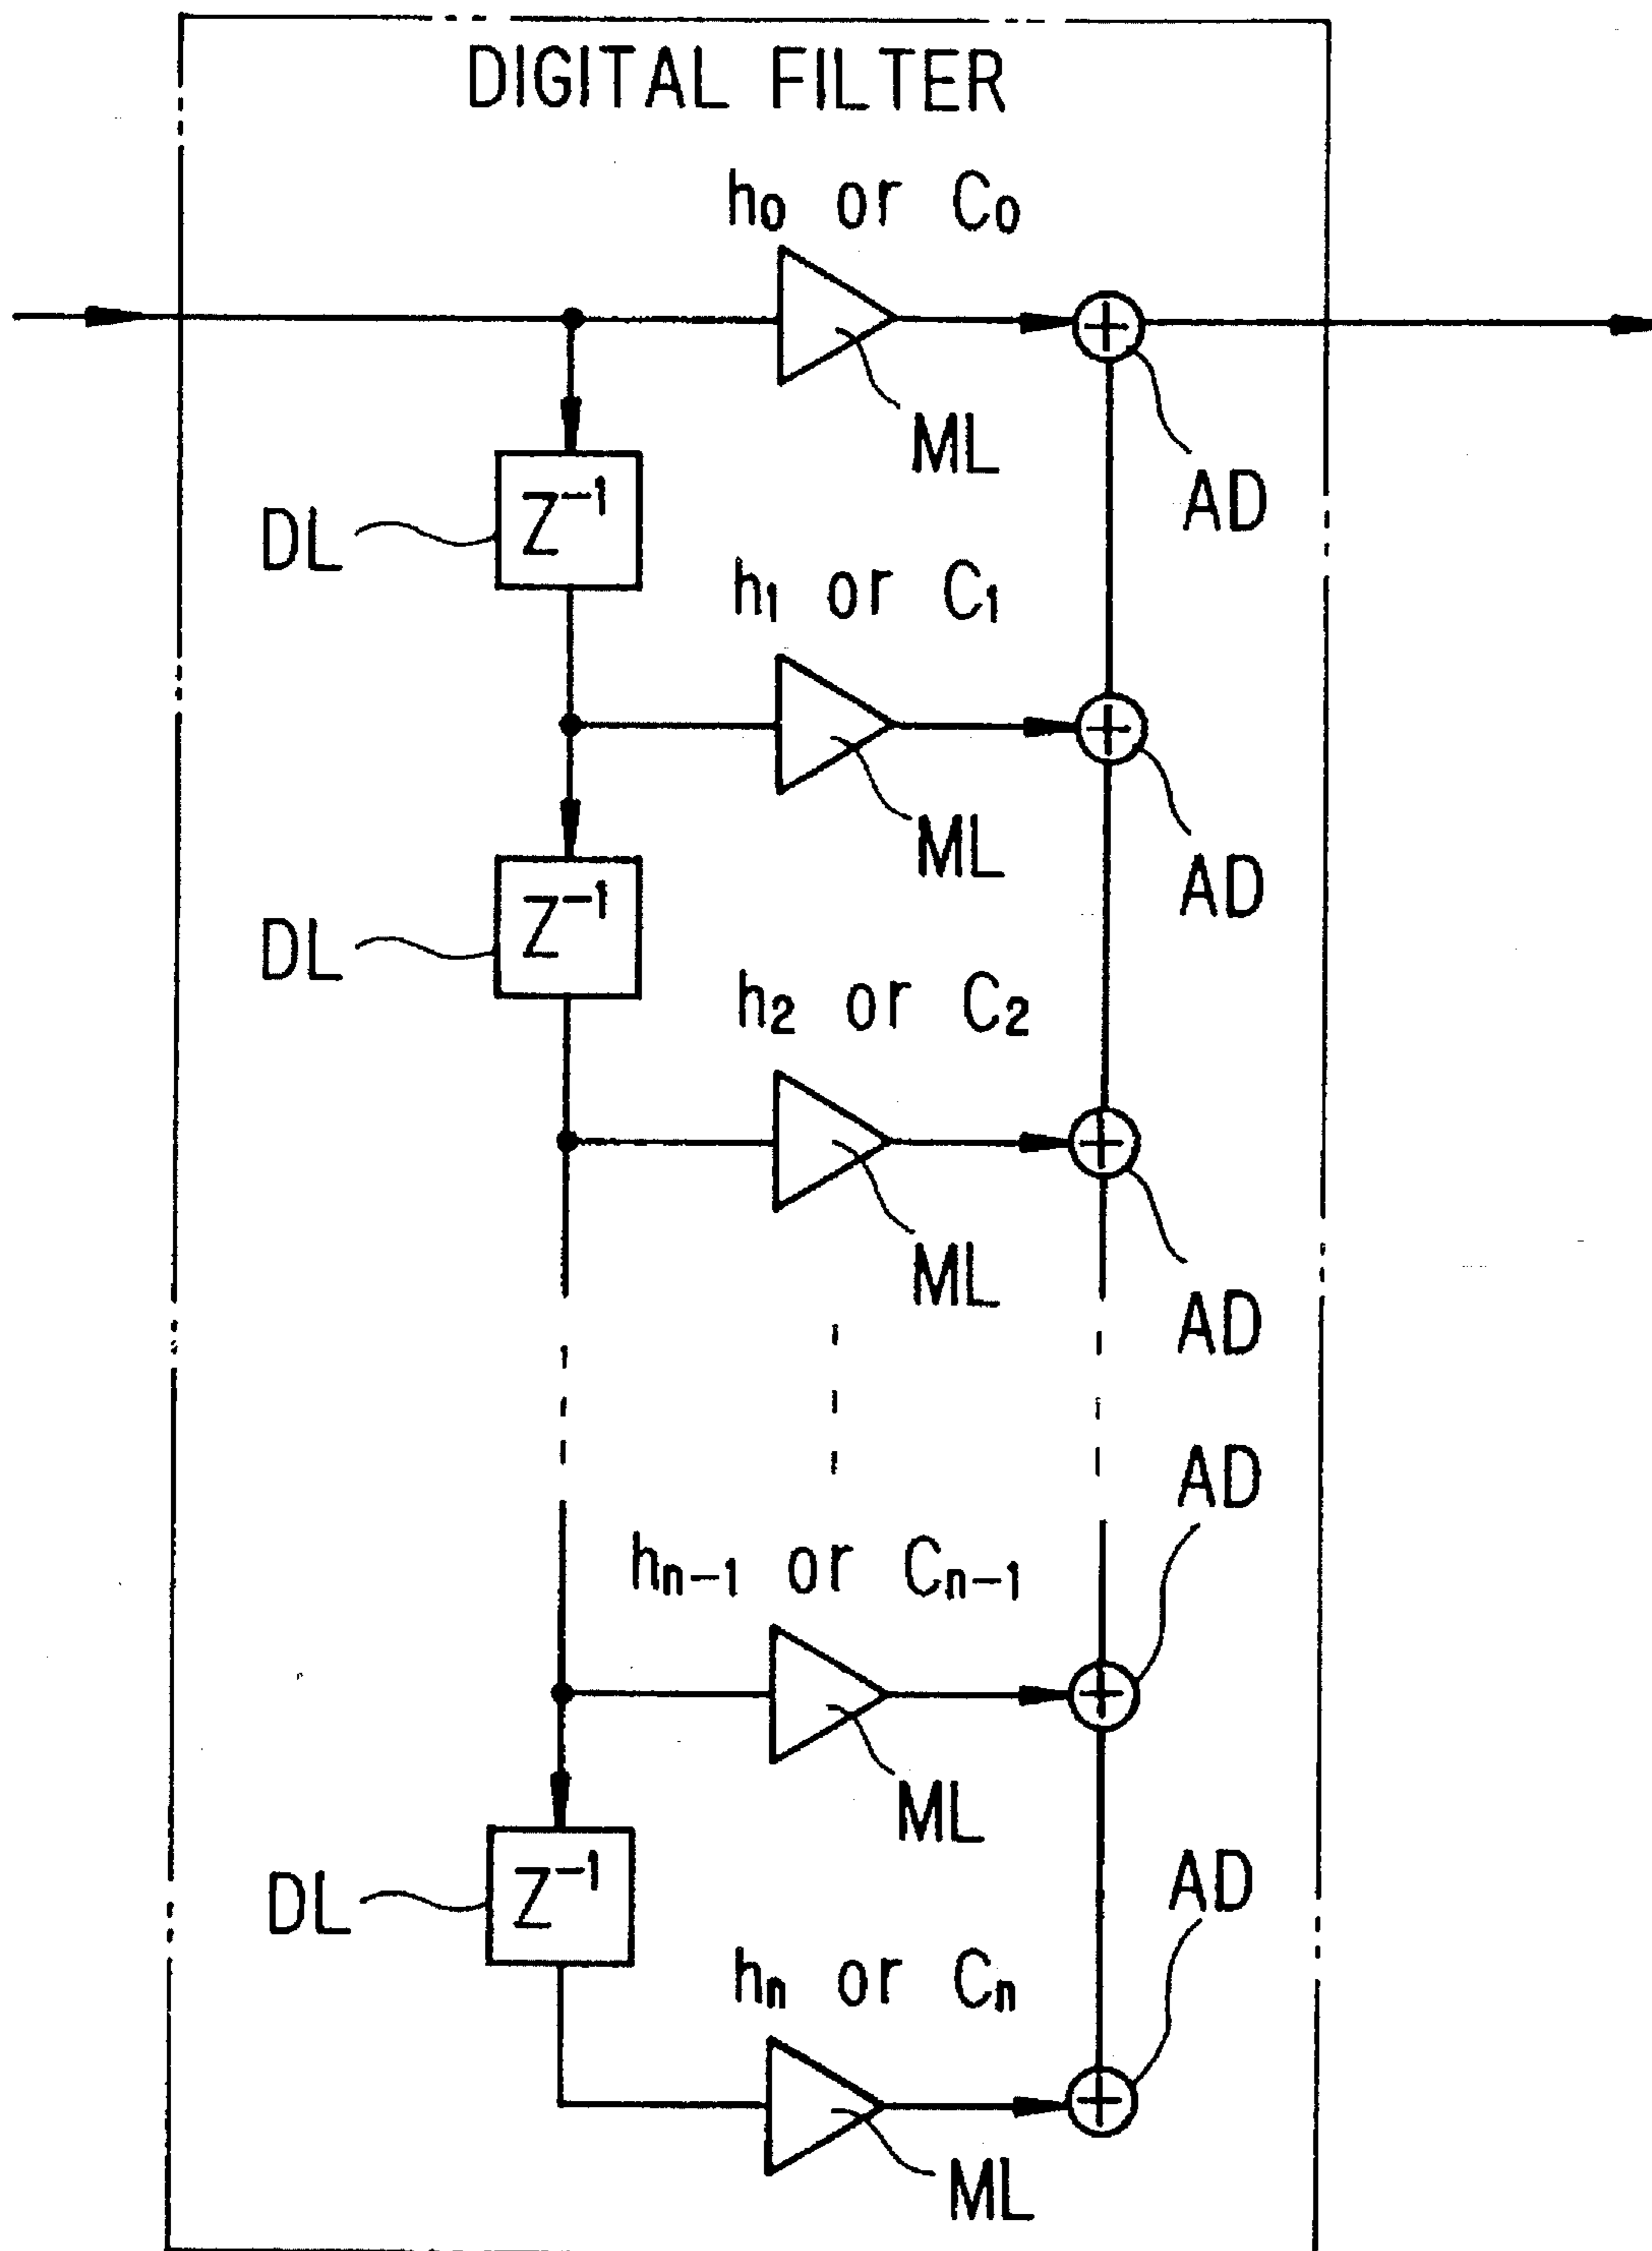 DIGITAL FILTER
h0 or C0
ML
AD
Z⁻¹
DL
h1 or C1
ML
AD
Z⁻¹
DL
h2 or C2
ML
AD
AD
hn-1 or Cn-1
ML
Z⁻¹
DL
AD
hn or Cn
ML